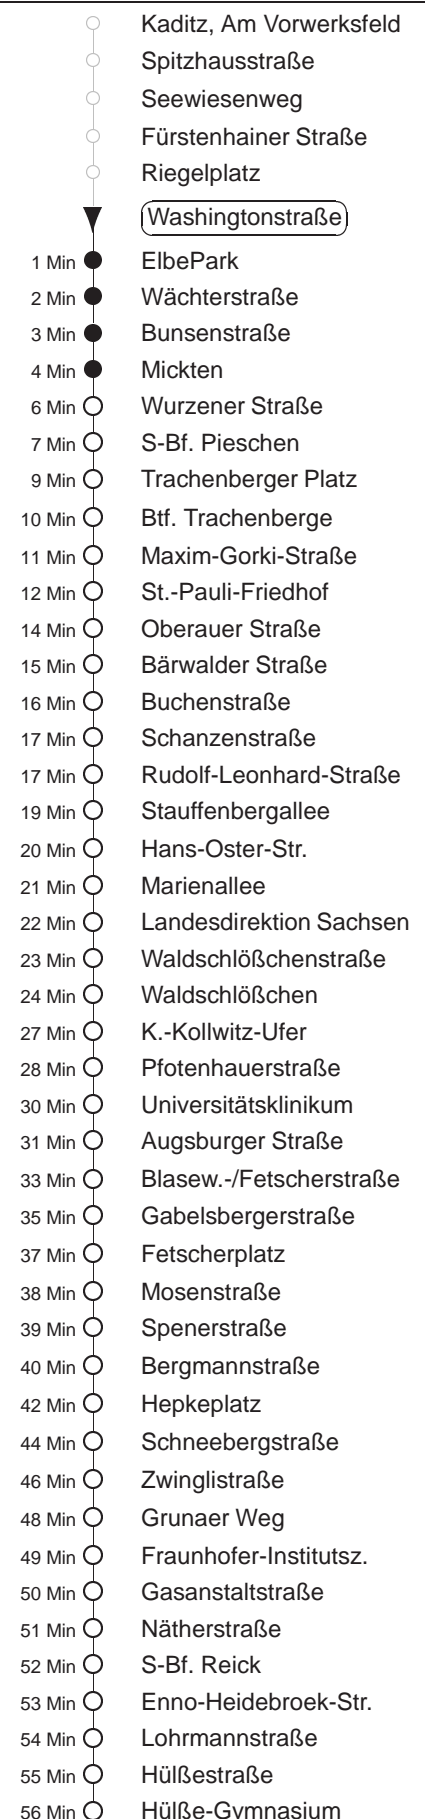 Kaditz, Am Vorwerksfeld
Spitzhausstraße
Seewiesenweg
Fürstenhainer Straße
Riegelplatz
Washingtonstraße
1 Min ElbePark
2 Min Wächterstraße
3 Min Bunsenstraße
4 Min Mickten
6 Min Wurzener Straße
7 Min S-Bf. Pieschen
9 Min Trachenberger Platz
10 Min Btf. Trachenberge
11 Min Maxim-Gorki-Straße
12 Min St.-Pauli-Friedhof
14 Min Oberauer Straße
15 Min Bärwalder Straße
16 Min Buchenstraße
17 Min Schanzenstraße
17 Min Rudolf-Leonhard-Straße
19 Min Stauffenbergallee
20 Min Hans-Oster-Str.
21 Min Marienallee
22 Min Landesdirektion Sachsen
23 Min Waldschlößchenstraße
24 Min Waldschlößchen
27 Min K.-Kollwitz-Ufer
28 Min Pfotenhauerstraße
30 Min Universitätsklinikum
31 Min Augsburger Straße
33 Min Blasew.-/Fetscherstraße
35 Min Gabelsbergerstraße
37 Min Fetscherplatz
38 Min Mosenstraße
39 Min Spenerstraße
40 Min Bergmannstraße
42 Min Hepkeplatz
44 Min Schneebergstraße
46 Min Zwinglistraße
48 Min Grunaer Weg
49 Min Fraunhofer-Institutsz.
50 Min Gasanstaltstraße
51 Min Nätherstraße
52 Min S-Bf. Reick
53 Min Enno-Heidebroek-Str.
54 Min Lohrmannstraße
55 Min Hülßestraße
56 Min Hülße-Gymnasium